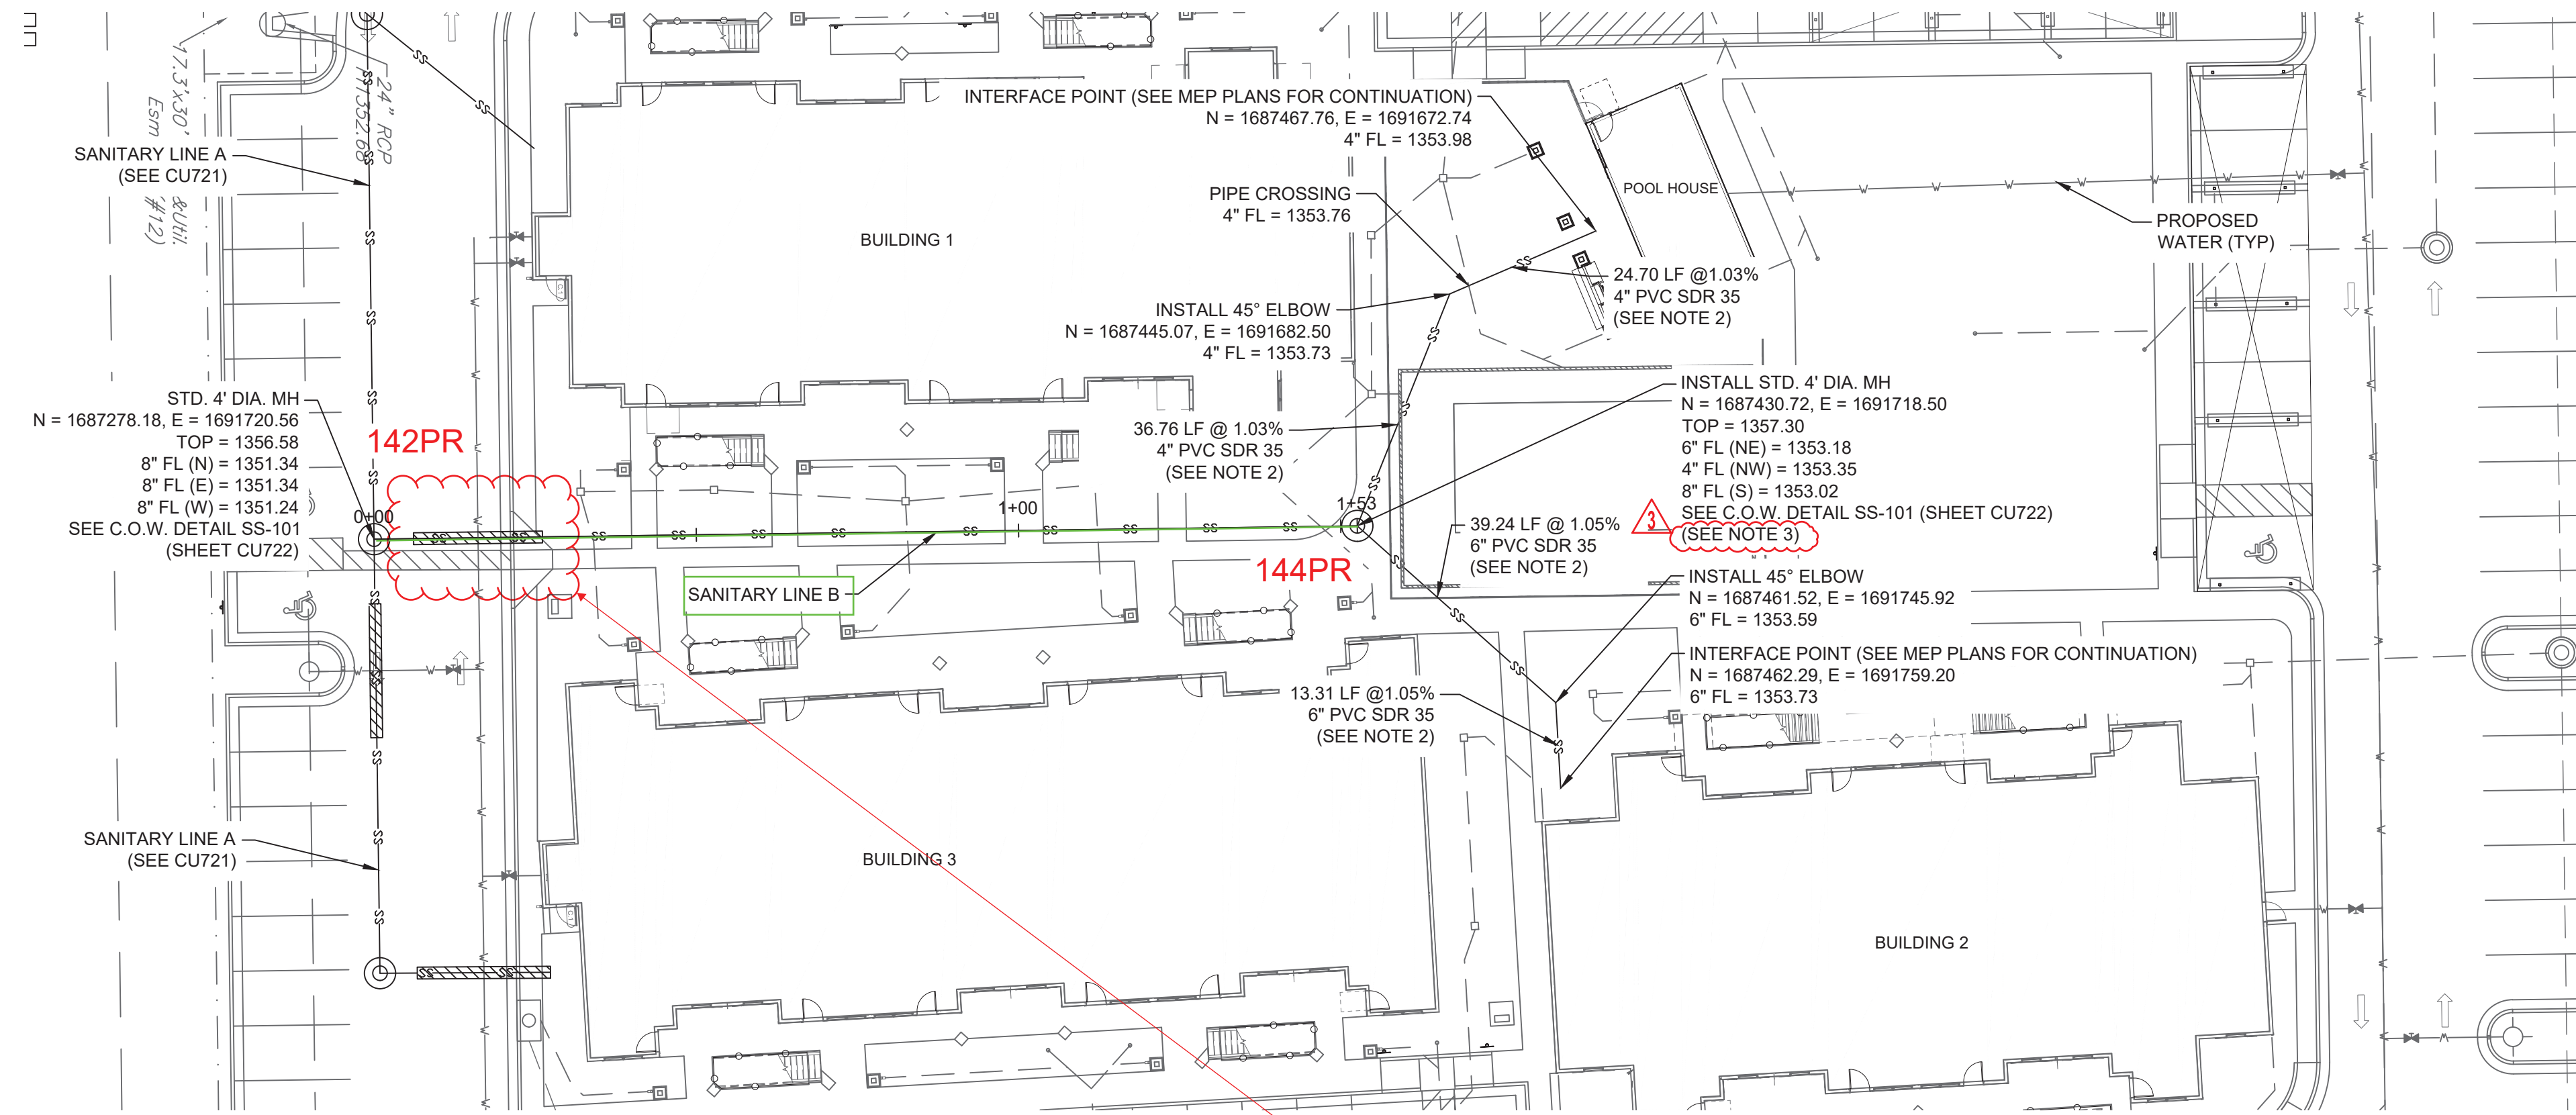 24" RCP
FL1352.68
17.3'x30'
&Util.
Esm
#12)
SANITARY LINE A
(SEE CU721)
INTERFACE POINT (SEE MEP PLANS FOR CONTINUATION)
N = 1687467.76, E = 1691672.74
4" FL = 1353.98
PIPE CROSSING
4" FL = 1353.76
POOL HOUSE
PROPOSED
WATER (TYP)
BUILDING 1
24.70 LF @1.03%
4" PVC SDR 35
(SEE NOTE 2)
INSTALL 45° ELBOW
N = 1687445.07, E = 1691682.50
4" FL = 1353.73
STD. 4' DIA. MH
N = 1687278.18, E = 1691720.56
TOP = 1356.58
8" FL (N) = 1351.34
8" FL (E) = 1351.34
8" FL (W) = 1351.24
SEE C.O.W. DETAIL SS-101
(SHEET CU722)
142PR
0+00
36.76 LF @ 1.03%
4" PVC SDR 35
(SEE NOTE 2)
INSTALL STD. 4' DIA. MH
N = 1687430.72, E = 1691718.50
TOP = 1357.30
6" FL (NE) = 1353.18
4" FL (NW) = 1353.35
8" FL (S) = 1353.02
SEE C.O.W. DETAIL SS-101 (SHEET CU722)
3
(SEE NOTE 3)
1+00
1+53
39.24 LF @ 1.05%
6" PVC SDR 35
(SEE NOTE 2)
144PR
SANITARY LINE B
INSTALL 45° ELBOW
N = 1687461.52, E = 1691745.92
6" FL = 1353.59
INTERFACE POINT (SEE MEP PLANS FOR CONTINUATION)
N = 1687462.29, E = 1691759.20
6" FL = 1353.73
13.31 LF @1.05%
6" PVC SDR 35
(SEE NOTE 2)
SANITARY LINE A
(SEE CU721)
BUILDING 3
BUILDING 2